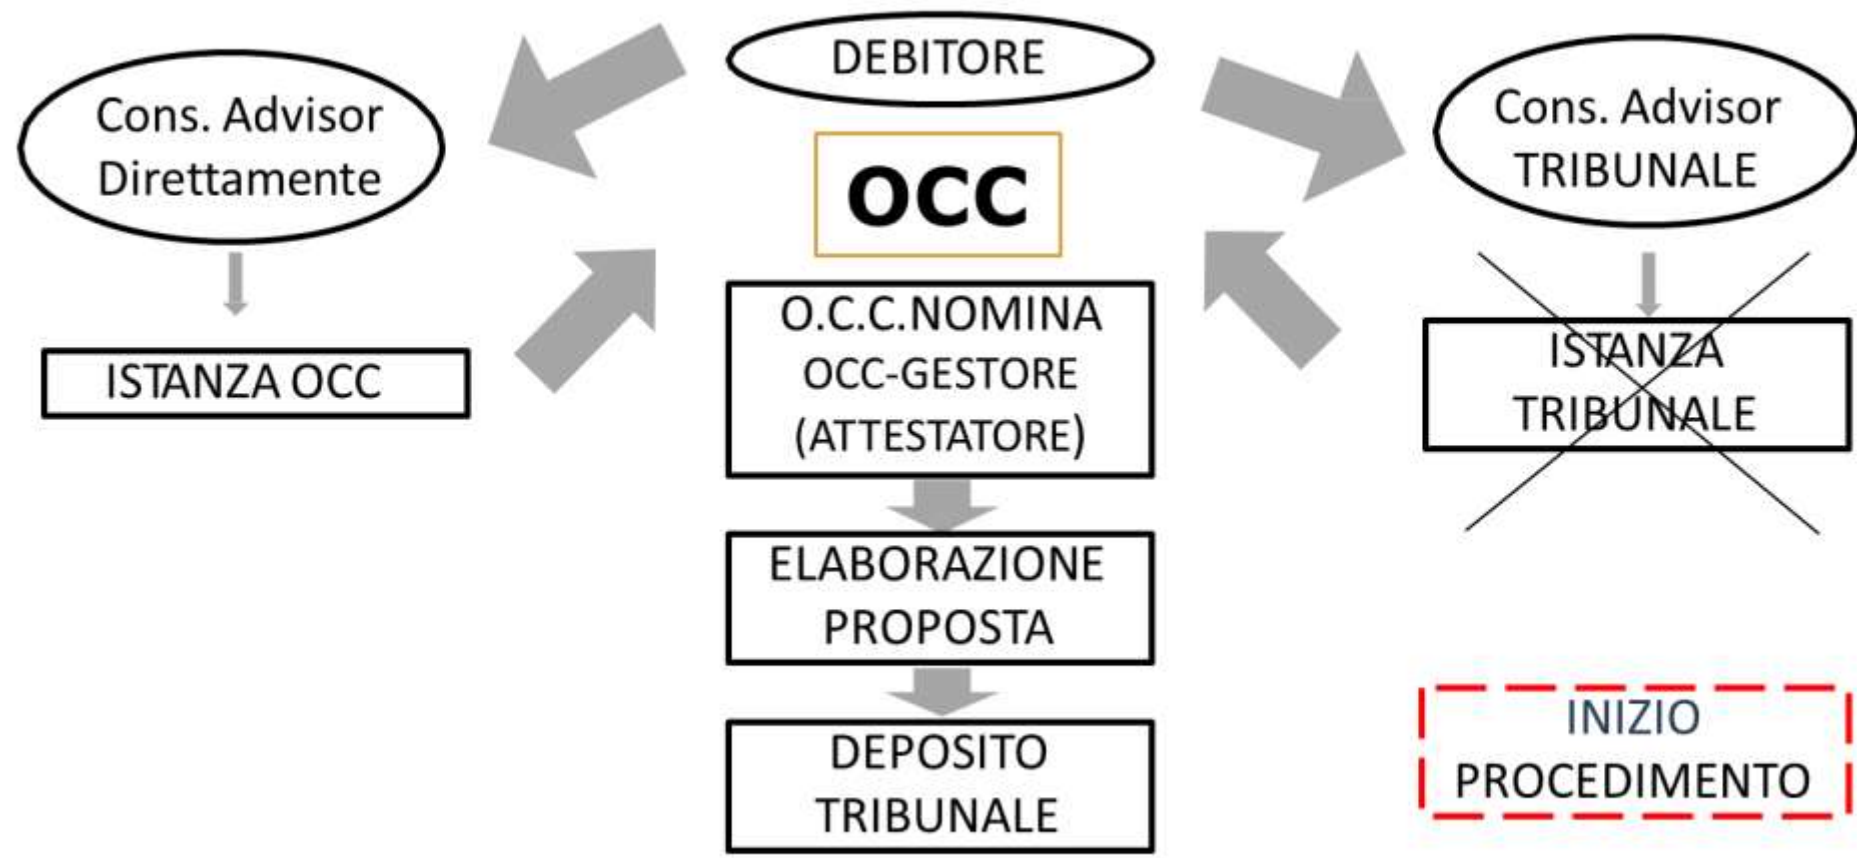 DEBITORE
Cons. Advisor
Direttamente
ISTANZA OCC
OCC
O.C.C.NOMINA
OCC-GESTORE
(ATTESTATORE)
ELABORAZIONE
PROPOSTA
DEPOSITO
TRIBUNALE
Cons. Advisor
TRIBUNALE
ISTANZA
TRIBUNALE
INIZIO
PROCEDIMENTO